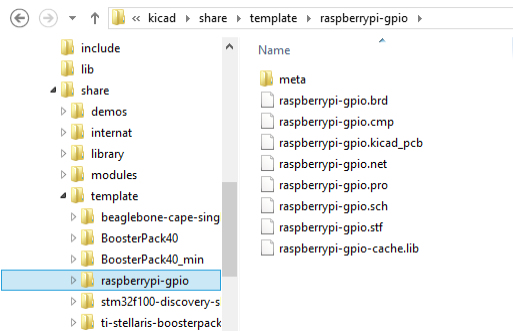 « kicad › share › template › raspberrypi-gpio ›
include
lib
share
demos
internat
library
modules
template
beaglebone-cape-sing
BoosterPack40
BoosterPack40_min
raspberrypi-gpio
stm32f100-discovery-s
ti-stellaris-boosterpack
Name
meta
raspberrypi-gpio.brd
raspberrypi-gpio.cmp
raspberrypi-gpio.kicad_pcb
raspberrypi-gpio.net
raspberrypi-gpio.pro
raspberrypi-gpio.sch
raspberrypi-gpio.stf
raspberrypi-gpio-cache.lib